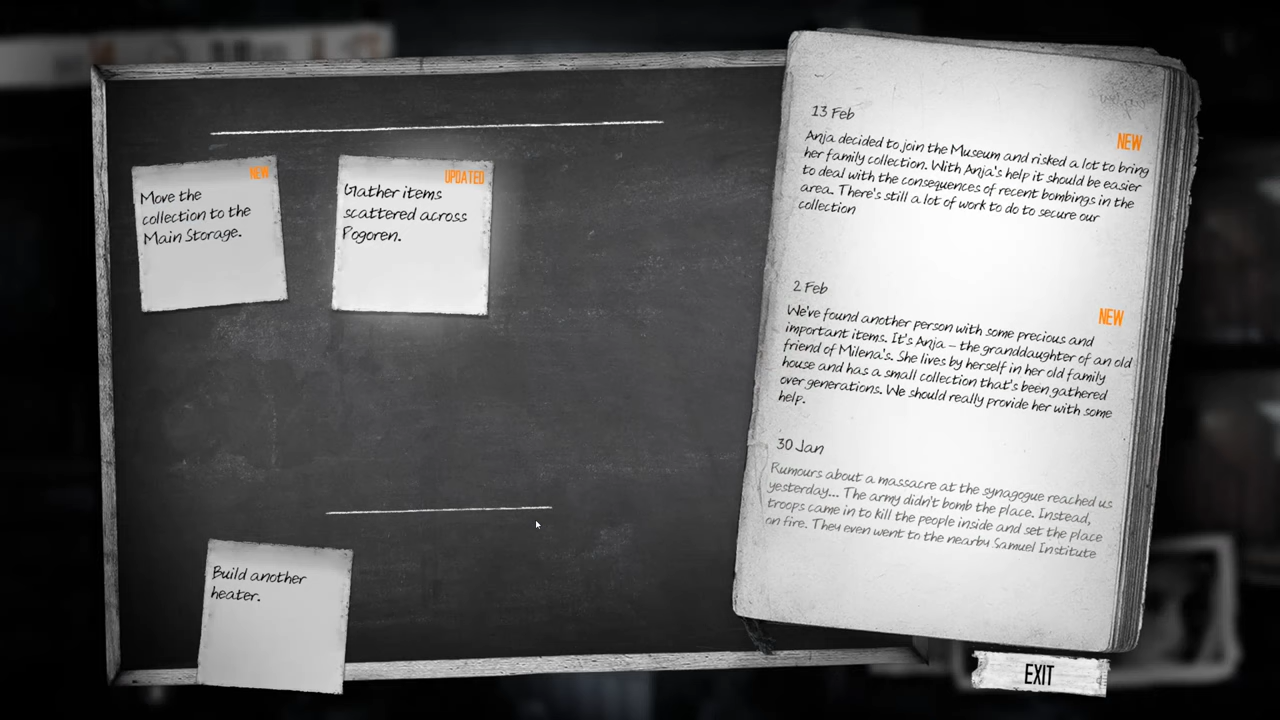 NEW
Move the
collection to the
Main Storage.
UPDATED
Gather items
scattered across
Pogoren.
Build another
heater.
13 Feb
NEW
Anja decided to join the Museum and risked a lot to bring
her family collection. With Anja's help it should be easier
to deal with the consequences of recent bombings in the
area. There's still a lot of work to do to secure our
collection
2 Feb
NEW
We've found another person with some precious and
important items. It's Anja – the granddaughter of an old
friend of Milena's. She lives by herself in her old family
house and has a small collection that's been gathered
over generations. We should really provide her with some
help.
30 Jan
Rumours about a massacre at the synagogue reached us
yesterday... The army didn't bomb the place. Instead,
troops came in to kill the people inside and set the place
on fire. They even went to the nearby Samuel Institute
EXIT